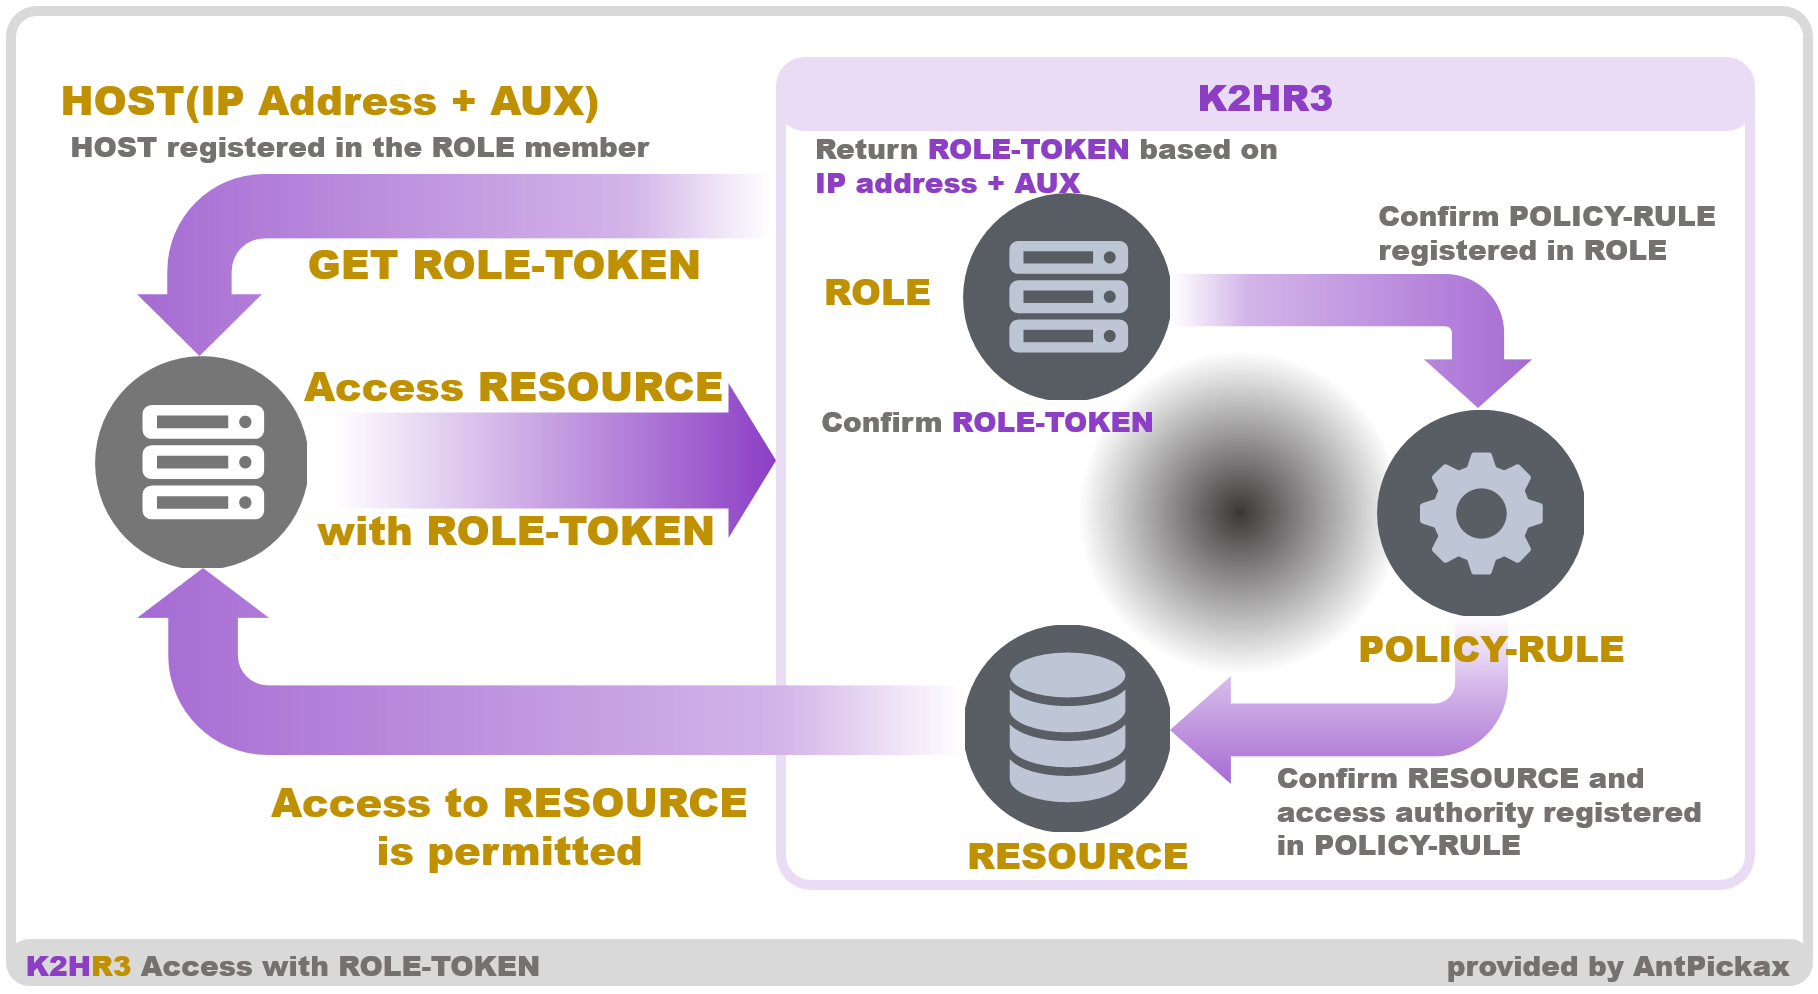 HOST(IP Address + AUX)
HOST registered in the ROLE member
GET ROLE-TOKEN
Access RESOURCE
with ROLE-TOKEN
Access to RESOURCE
is permitted
K2HR3
Return ROLE-TOKEN based on
IP address + AUX
ROLE
Confirm POLICY-RULE
registered in ROLE
Confirm ROLE-TOKEN
POLICY-RULE
Confirm RESOURCE and
access authority registered
in POLICY-RULE
RESOURCE
K2HR3 Access with ROLE-TOKEN
provided by AntPickax